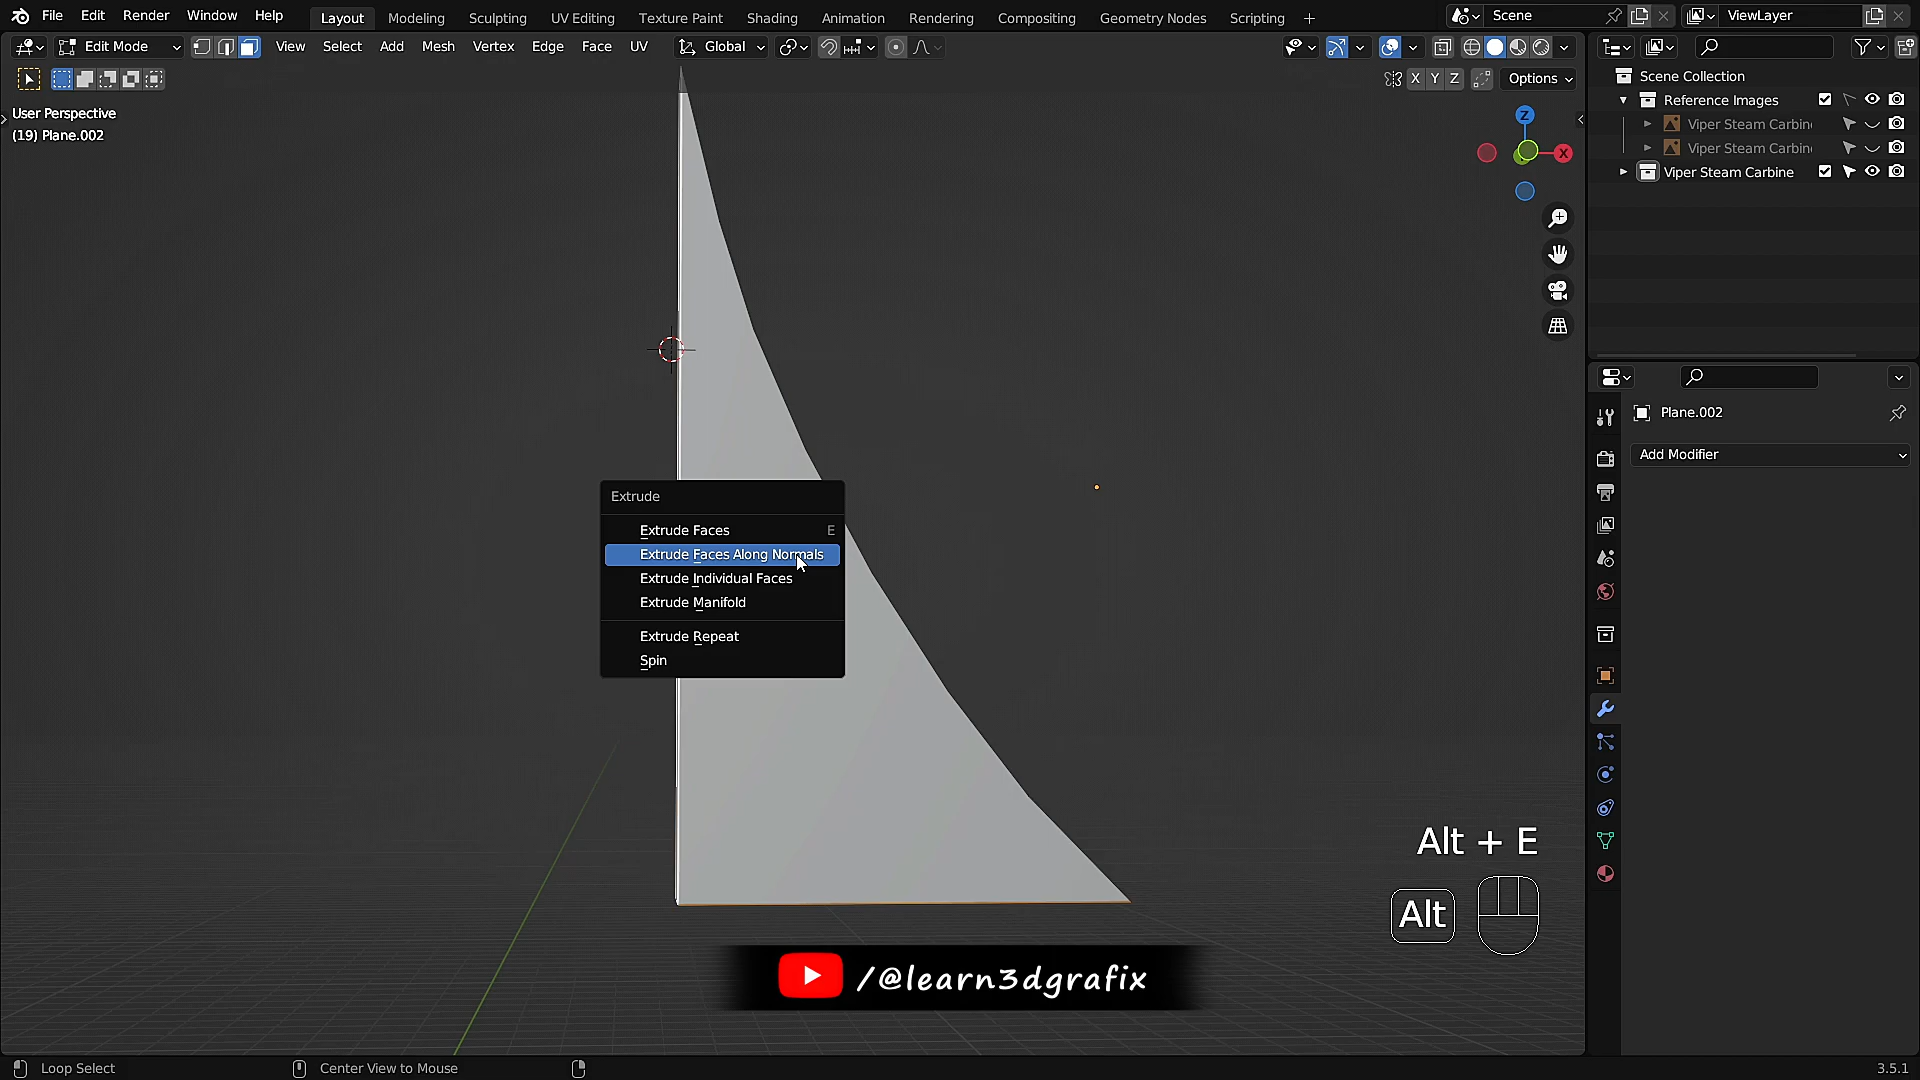 File Edit Render Window Help
Layout Modeling Sculpting UV Editing Texture Paint Shading Animation Rendering Compositing Geometry Nodes Scripting +
Scene
ViewLayer
Edit Mode
View Select Add Mesh Vertex Edge Face UV
Global
X Y Z
Options
User Perspective
(19) Plane.002
Z
X
Scene Collection
Reference Images
Viper Steam Carbin
Viper Steam Carbin
Viper Steam Carbine
Plane.002
Add Modifier
Extrude
Extrude Faces E
Extrude Faces Along Normals
Extrude Individual Faces
Extrude Manifold
Extrude Repeat
Spin
Alt + E
Alt
/@learn3dgrafix
Loop Select
Center View to Mouse
3.5.1